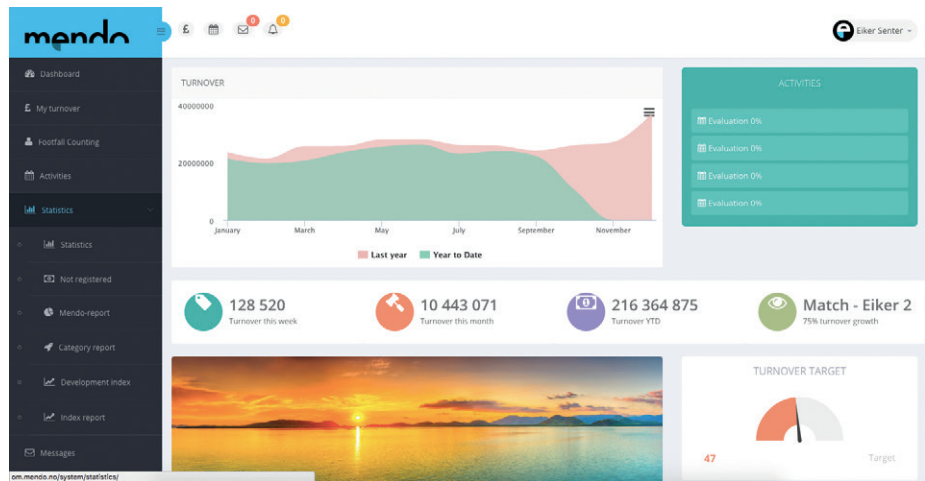 mendo
£
0
0
Eiker Senter
Dashboard
£ My turnover
Footfall Counting
Activities
Statistics
Statistics
Not registered
Mendo-report
Category report
Development index
Index report
Messages
om.mendo.no/system/statistics/
TURNOVER
40000000
20000000
0
January March May July September November
Last year Year to Date
ACTIVITIES
Evaluation 0%
Evaluation 0%
Evaluation 0%
Evaluation 0%
128 520
Turnover this week
10 443 071
Turnover this month
216 364 875
Turnover YTD
Match - Eiker 2
75% turnover growth
TURNOVER TARGET
47 Target